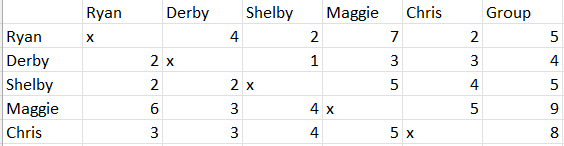 Ryan Derby Shelby Maggie Chris Group
Ryan x 4 2 7 2 5
Derby 2 x 1 3 3 4
Shelby 2 2 x 5 4 5
Maggie 6 3 4 x 5 9
Chris 3 3 4 5 x 8